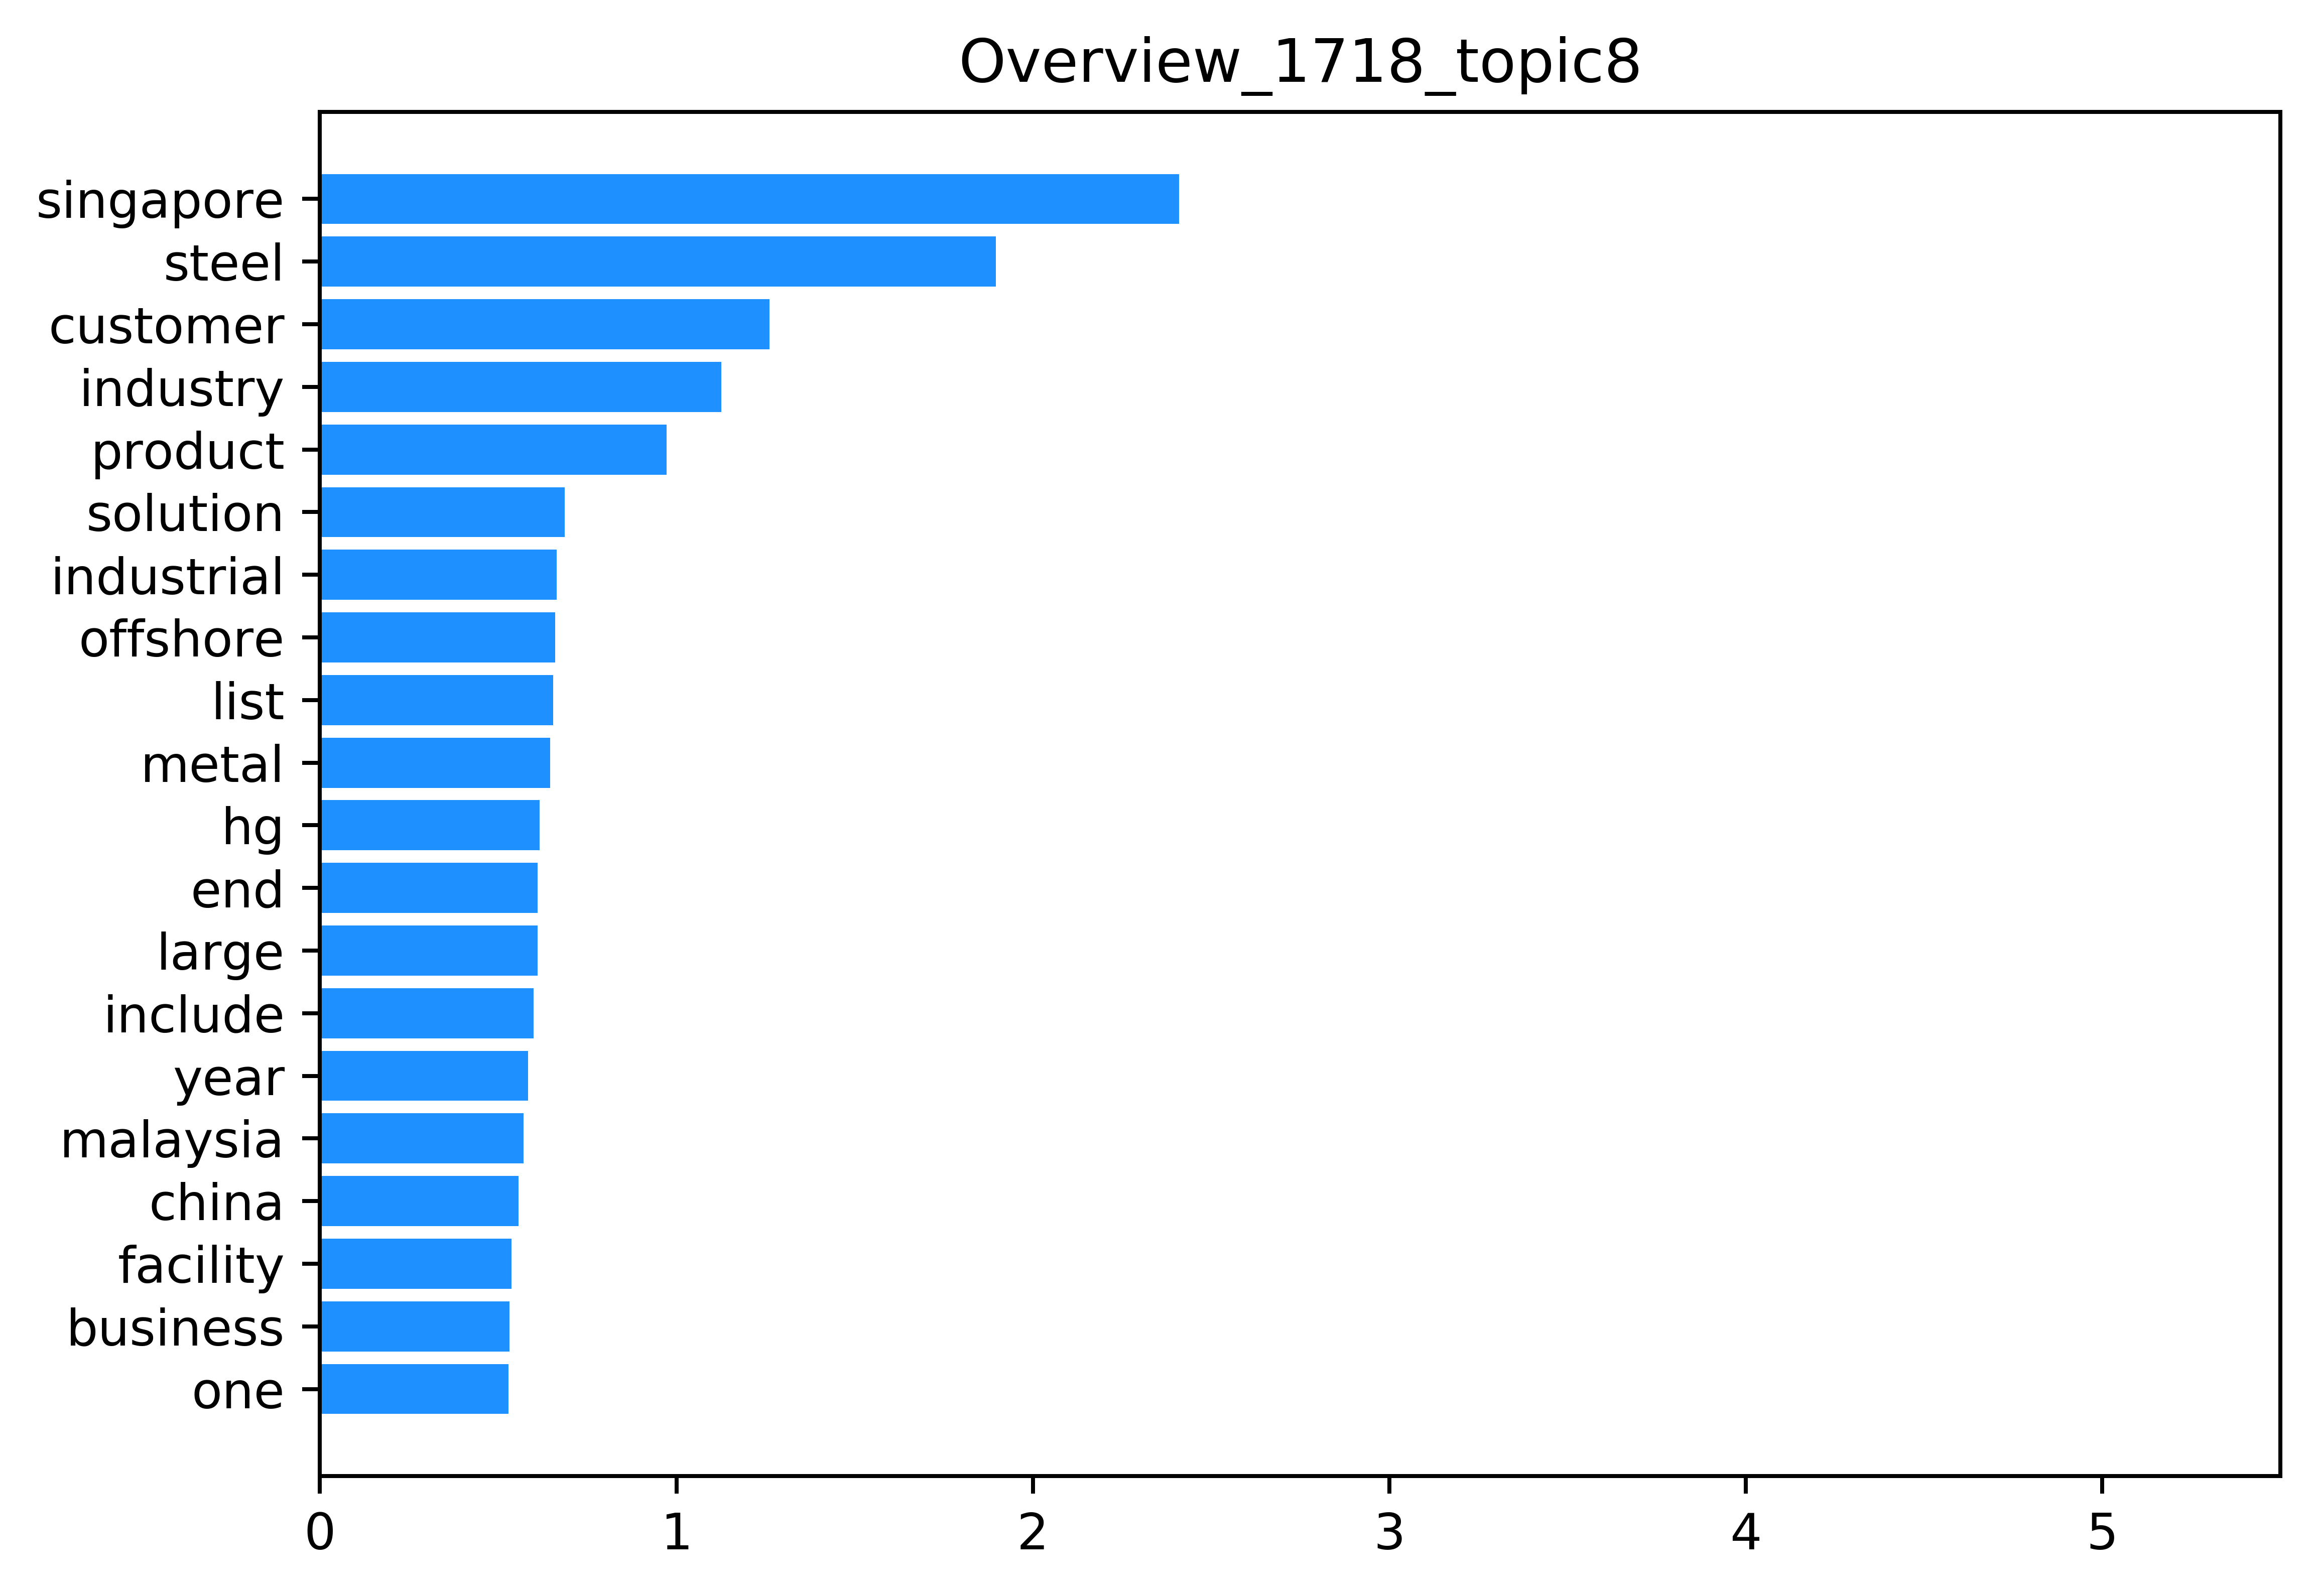 Overview_1718_topic8
singapore
steel
customer
industry
product
solution
industrial
offshore
list
metal
hg
end
large
include
year
malaysia
china
facility
business
one
0 1 2 3 4 5